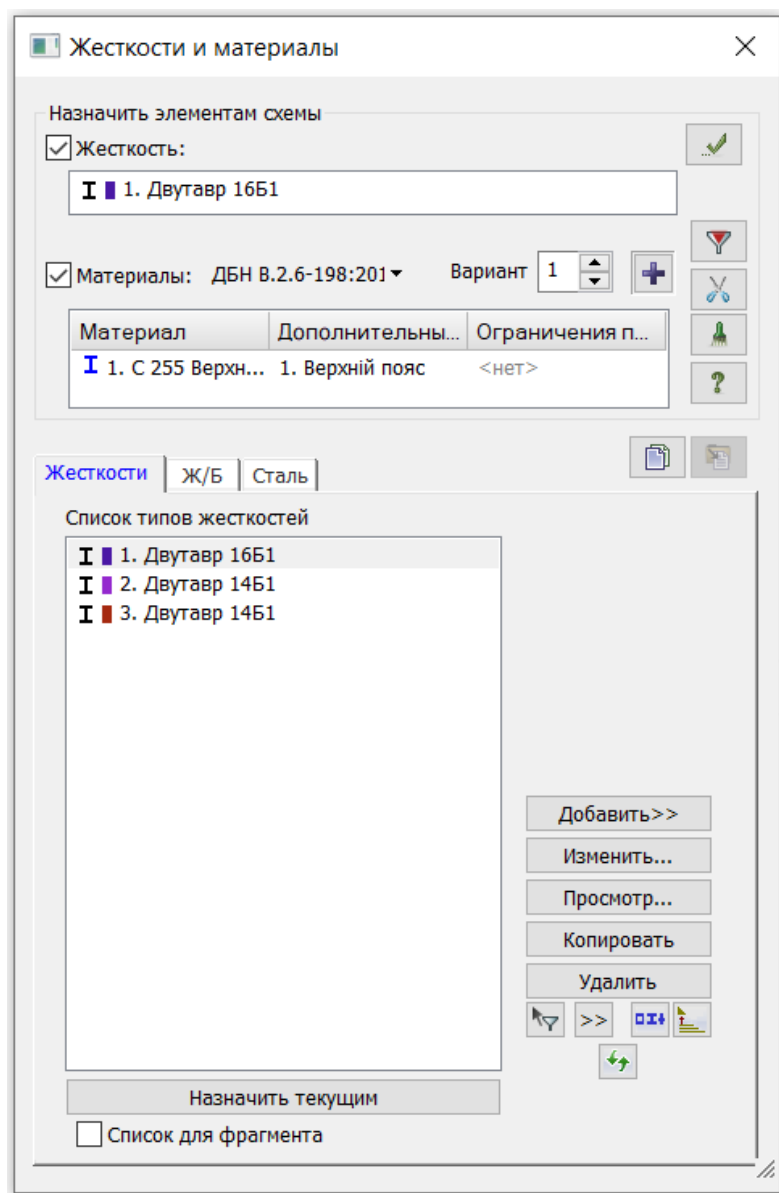 Жесткости и материалы
Назначить элементам схемы
Жесткость:
1. Двутавр 16Б1
Материалы: ДБН В.2.6-198:201 Вариант 1
Материал Дополнительны... Ограничения п...
1. С 255 Верхн... 1. Верхній пояс <нет>
Жесткости Ж/Б Сталь
Список типов жесткостей
1. Двутавр 16Б1
2. Двутавр 14Б1
3. Двутавр 14Б1
Добавить>>
Изменить...
Просмотр...
Копировать
Удалить
>>
Назначить текущим
Список для фрагмента